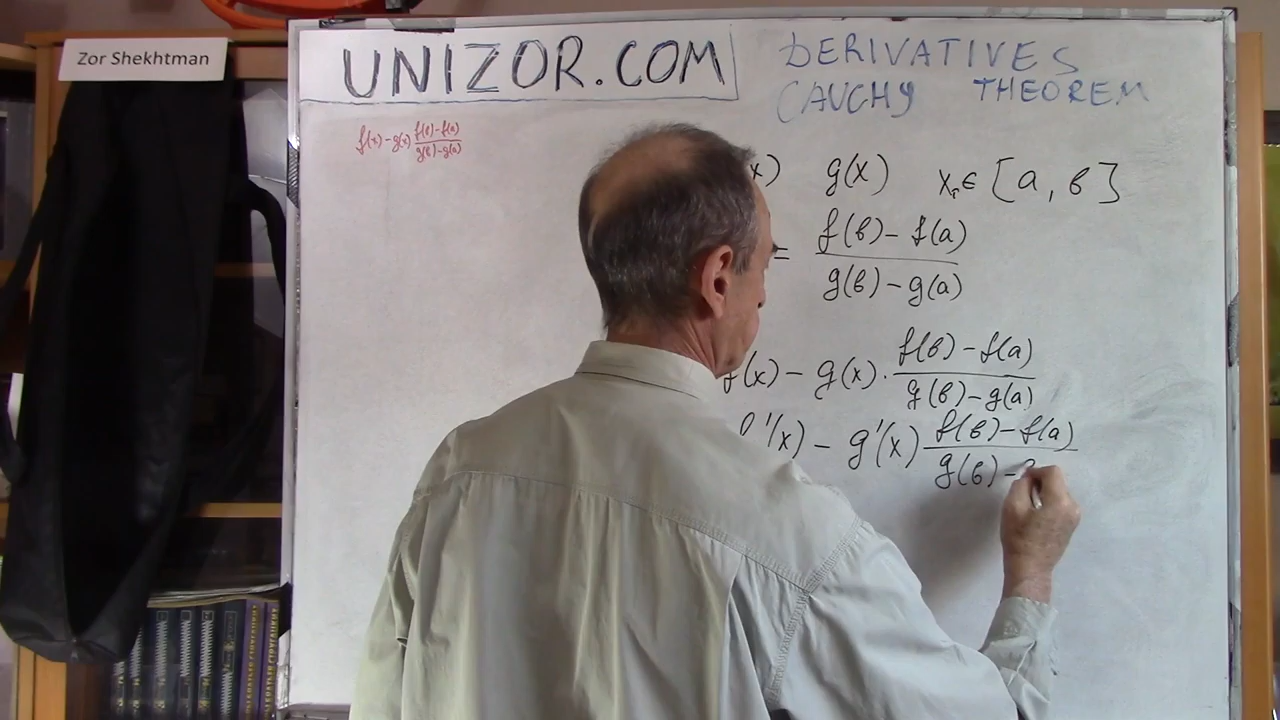 Zor Shekhtman
UNIZOR.COM
DERIVATIVES
CAUCHY THEOREM
f(x) - g(x) f(b) - f(a) / g(b) - g(a)
x) g(x) x₀ ∈ [a, b]
= f(b) - f(a) / g(b) - g(a)
f(x) - g(x) · f(b) - f(a) / g(b) - g(a)
f'(x) - g'(x) f(b) - f(a) / g(b) -